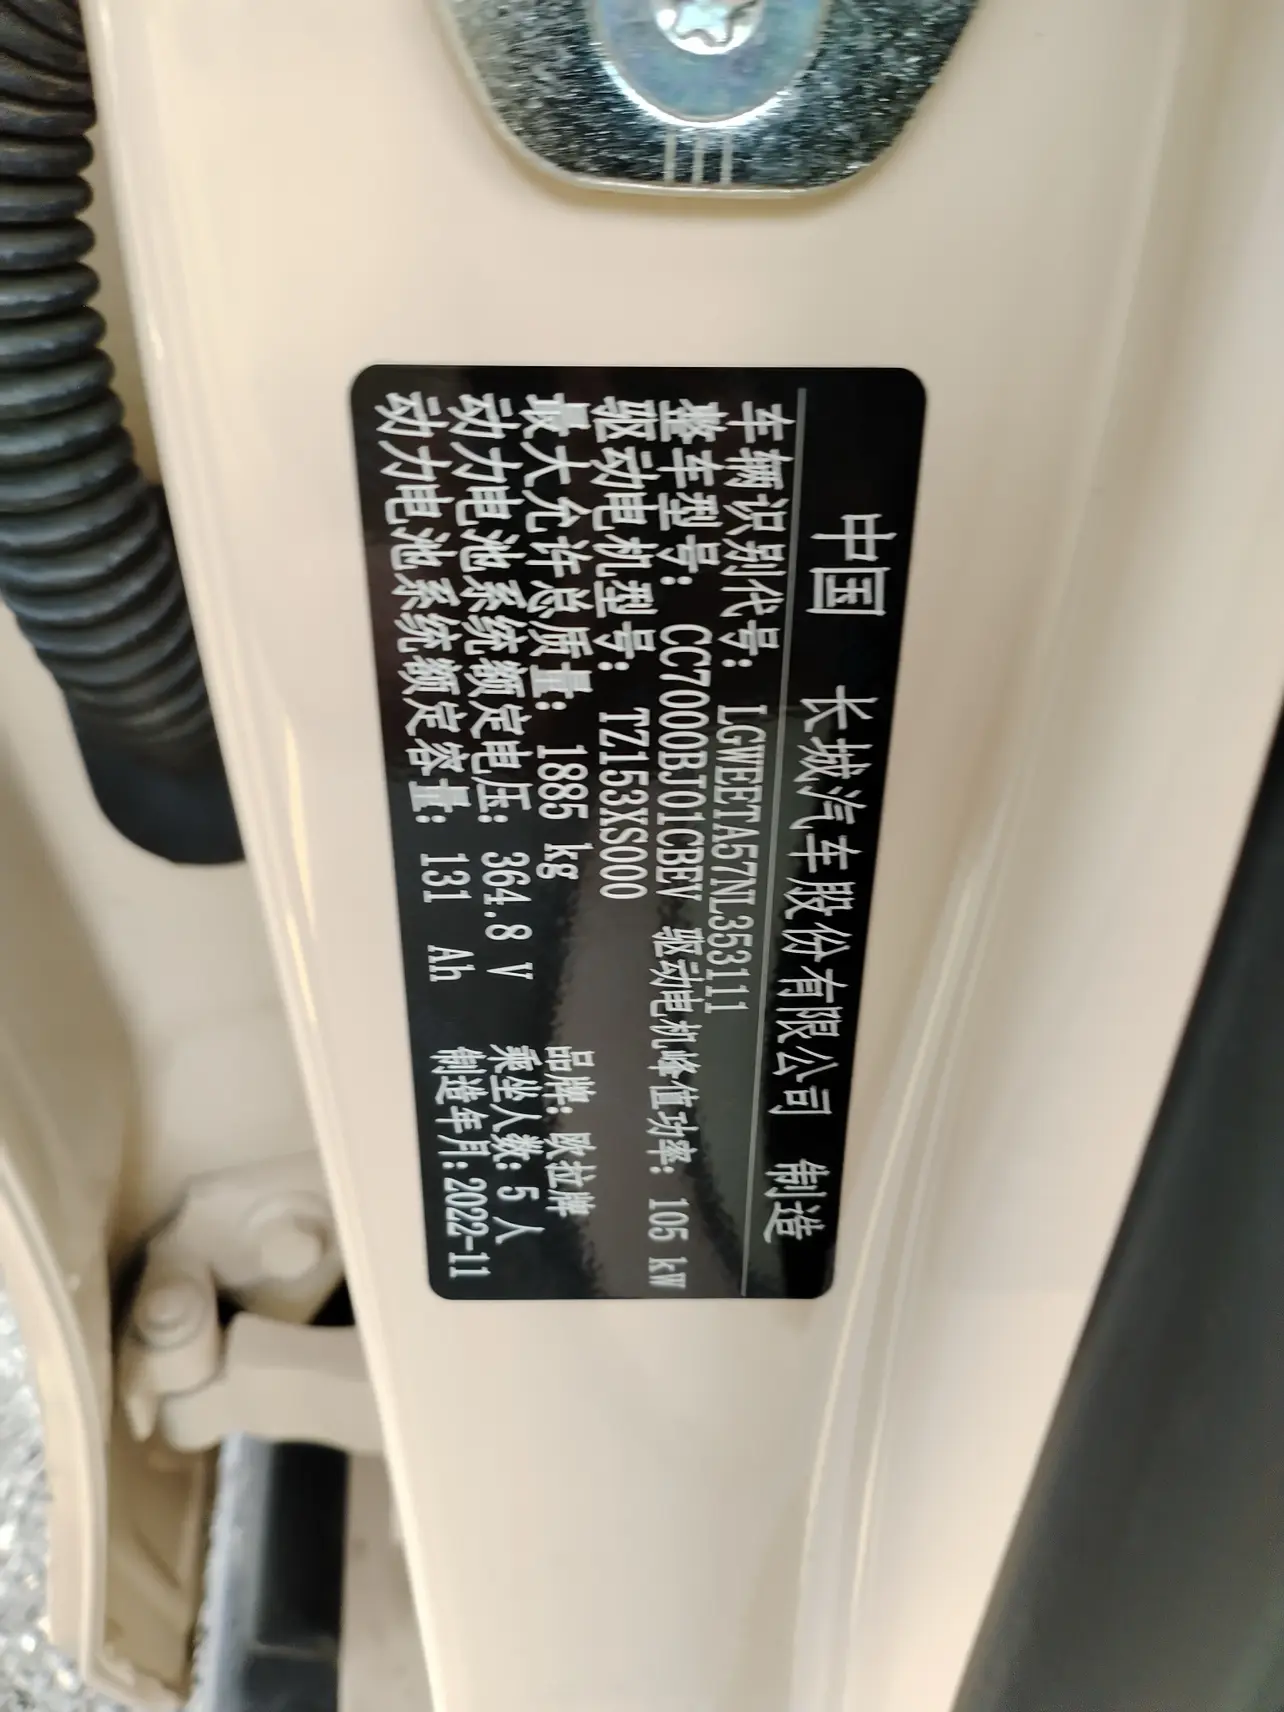 中国 长城汽车股份有限公司 制造
车辆识别代号: LGWEETA57NL353111
整车型号: CC7000BJ01CBEV 驱动电机峰值功率: 105 kW
驱动电机型号: TZ153XS000
最大允许总质量: 1885 kg 品牌: 欧拉牌
动力电池系统额定电压: 364.8 V 乘坐人数: 5 人
动力电池系统额定容量: 131 Ah 制造年月: 2022-11